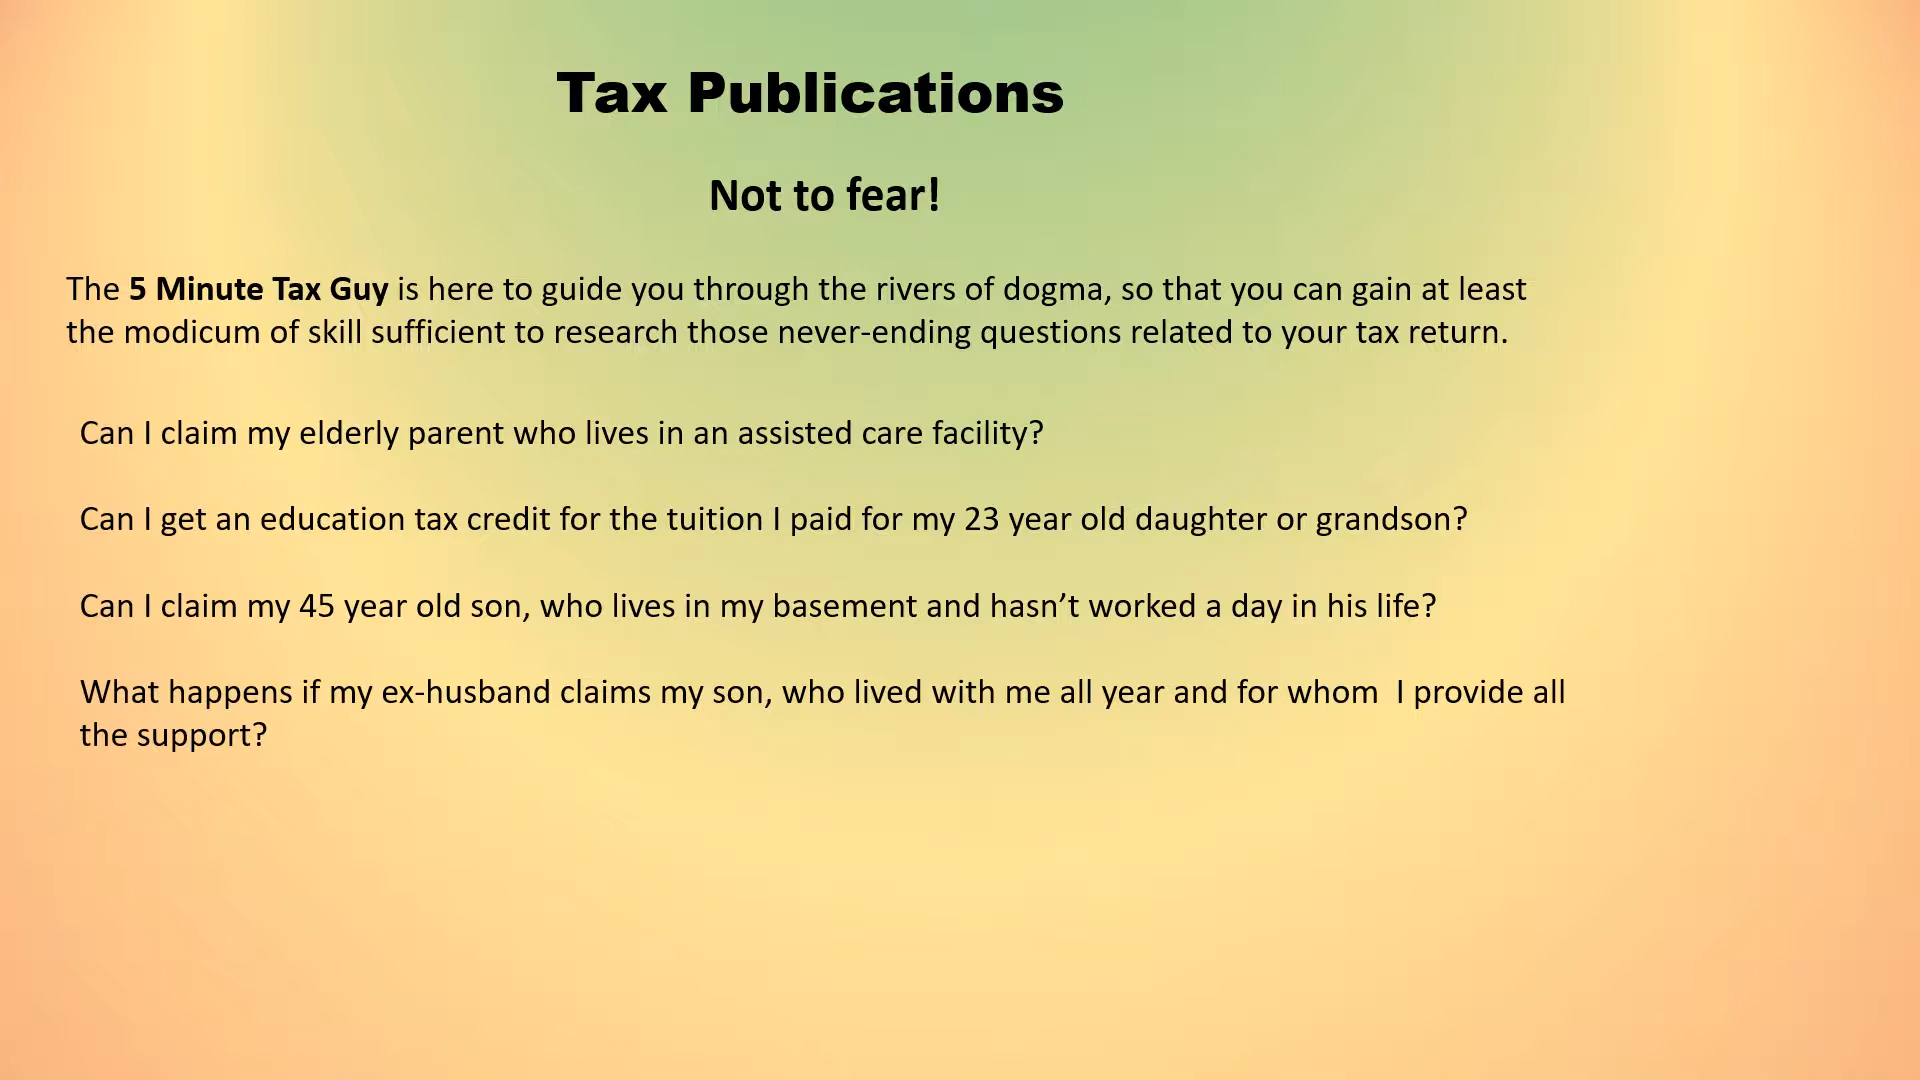 Tax Publications
Not to fear!
The 5 Minute Tax Guy is here to guide you through the rivers of dogma, so that you can gain at least
the modicum of skill sufficient to research those never-ending questions related to your tax return.
Can I claim my elderly parent who lives in an assisted care facility?
Can I get an education tax credit for the tuition I paid for my 23 year old daughter or grandson?
Can I claim my 45 year old son, who lives in my basement and hasn’t worked a day in his life?
What happens if my ex-husband claims my son, who lived with me all year and for whom  I provide all
the support?